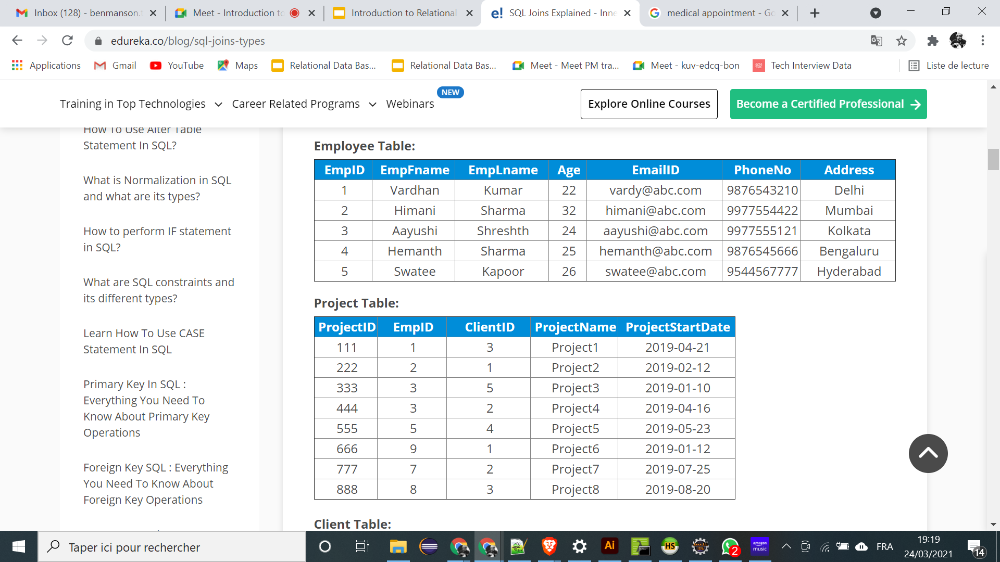 Inbox (128) - benmanson.t
Meet - Introduction to
Introduction to Relational
e! SQL Joins Explained - Inne
medical appointment - Go
edureka.co/blog/sql-joins-types
Applications
Gmail
YouTube
Maps
Relational Data Bas...
Relational Data Bas...
Meet - Meet PM tra...
Meet - kuv-edcq-bon
Tech Interview Data
Liste de lecture
Training in Top Technologies
Career Related Programs
Webinars
NEW
Explore Online Courses
Become a Certified Professional
How To Use Alter Table
Statement In SQL?
What is Normalization in SQL
and what are its types?
How to perform IF statement
in SQL?
What are SQL constraints and
its different types?
Learn How To Use CASE
Statement In SQL
Primary Key In SQL :
Everything You Need To
Know About Primary Key
Operations
Foreign Key SQL : Everything
You Need To Know About
Foreign Key Operations
Employee Table:
EmpID EmpFname EmpLname Age EmailID PhoneNo Address
1 Vardhan Kumar 22 vardy@abc.com 9876543210 Delhi
2 Himani Sharma 32 himani@abc.com 9977554422 Mumbai
3 Aayushi Shreshth 24 aayushi@abc.com 9977555121 Kolkata
4 Hemanth Sharma 25 hemanth@abc.com 9876545666 Bengaluru
5 Swatee Kapoor 26 swatee@abc.com 9544567777 Hyderabad
Project Table:
ProjectID EmpID ClientID ProjectName ProjectStartDate
111 1 3 Project1 2019-04-21
222 2 1 Project2 2019-02-12
333 3 5 Project3 2019-01-10
444 3 2 Project4 2019-04-16
555 5 4 Project5 2019-05-23
666 9 1 Project6 2019-01-12
777 7 2 Project7 2019-07-25
888 8 3 Project8 2019-08-20
Client Table:
Taper ici pour rechercher
Ai
HS
2
amazon
music
FRA
19:19
24/03/2021
14